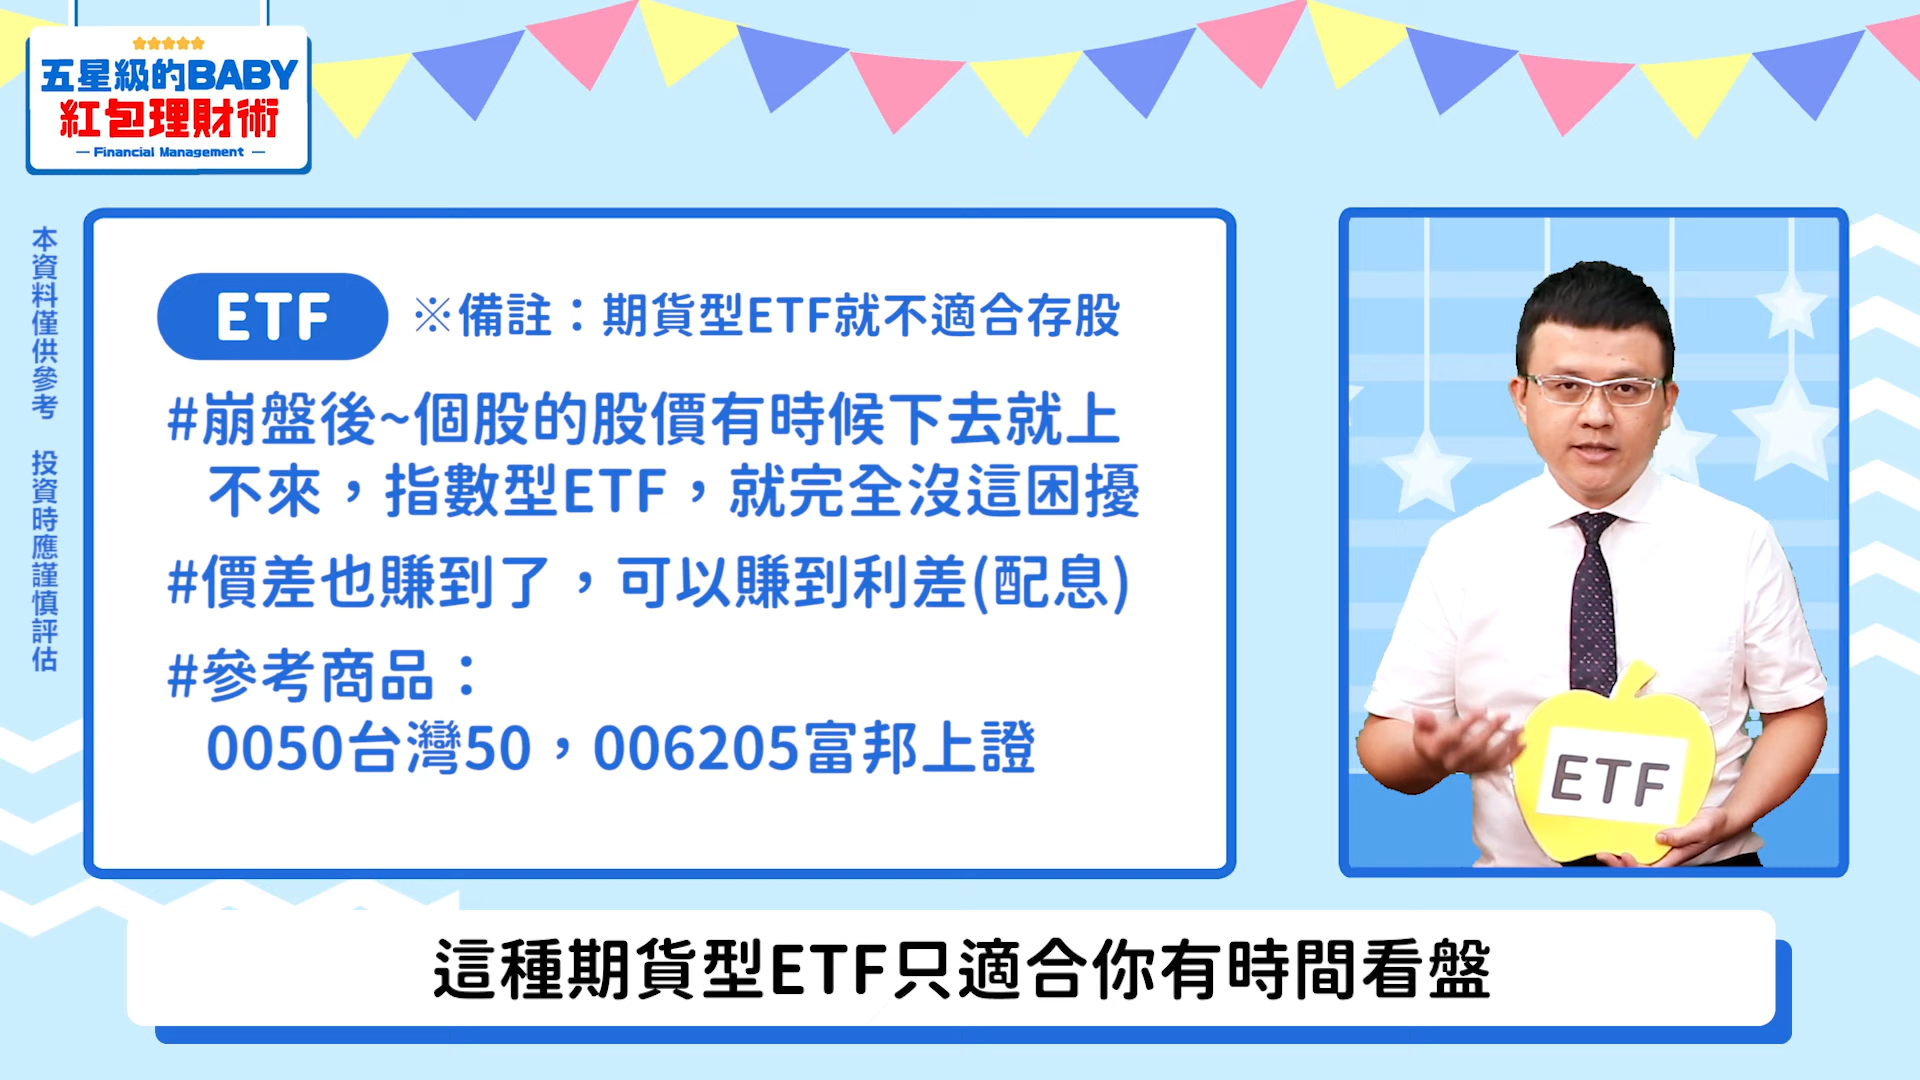 五星級的BABY
紅包理財術
Financial Management
本資料僅供參考 投資時應謹慎評估
ETF ※備註：期貨型ETF就不適合存股
#崩盤後~個股的股價有時候下去就上
不來，指數型ETF，就完全沒這困擾
#價差也賺到了，可以賺到利差(配息)
#參考商品：
0050台灣50，006205富邦上證
ETF
這種期貨型ETF只適合你有時間看盤